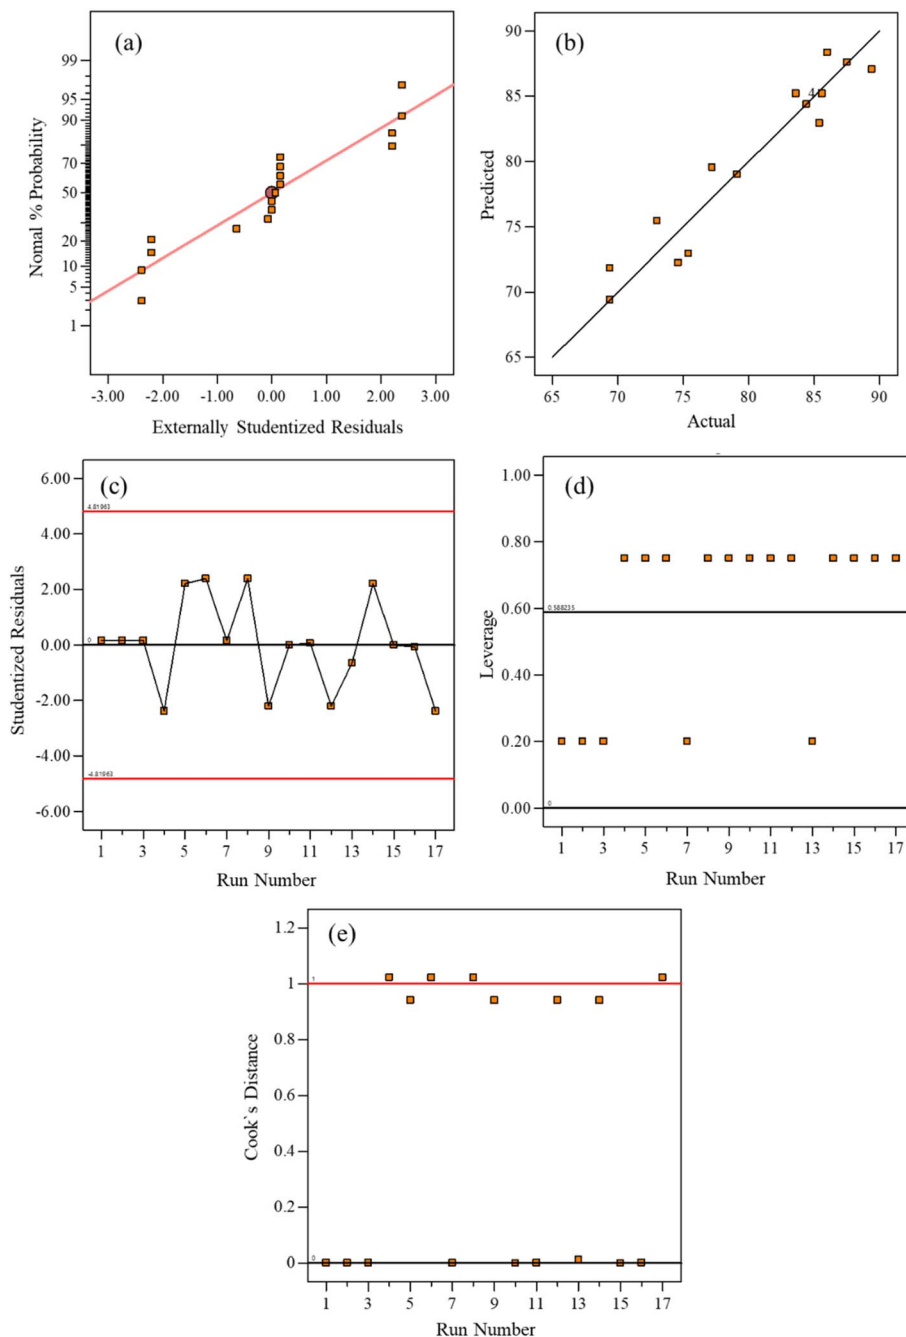 (a)
99
95
90
70
50
20
10
5
1
Nomal % Probability
-3.00 -2.00 -1.00 0.00 1.00 2.00 3.00
Externally Studentized Residuals
(b)
90
85
80
75
70
65
4
Predicted
65 70 75 80 85 90
Actual
(c)
6.00
4.81963
4.00
2.00
0.00
0
-2.00
-4.00
-4.81963
-6.00
Studentized Residuals
1 3 5 7 9 11 13 15 17
Run Number
(d)
1.00
0.80
0.60
0.588235
0.40
0.20
0.00
0
Leverage
1 3 5 7 9 11 13 15 17
Run Number
(e)
1.2
1
1
0.8
0.6
0.4
0.2
0
0
Cook`s Distance
1 3 5 7 9 11 13 15 17
Run Number